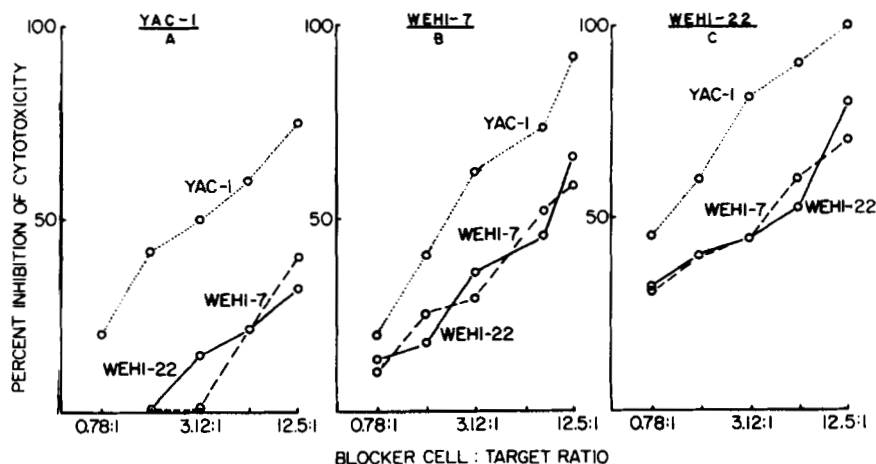 YAC-1
A
WEHI-7
B
WEHI-22
C
PERCENT INHIBITION OF CYTOTOXICITY
100
50
YAC-1
WEHI-7
WEHI-22
0.78:1
3.12:1
12.5:1
100
50
YAC-1
WEHI-7
WEHI-22
0.78:1
3.12:1
12.5:1
100
50
YAC-1
WEHI-7
WEHI-22
0.78:1
3.12:1
12.5:1
BLOCKER CELL : TARGET RATIO